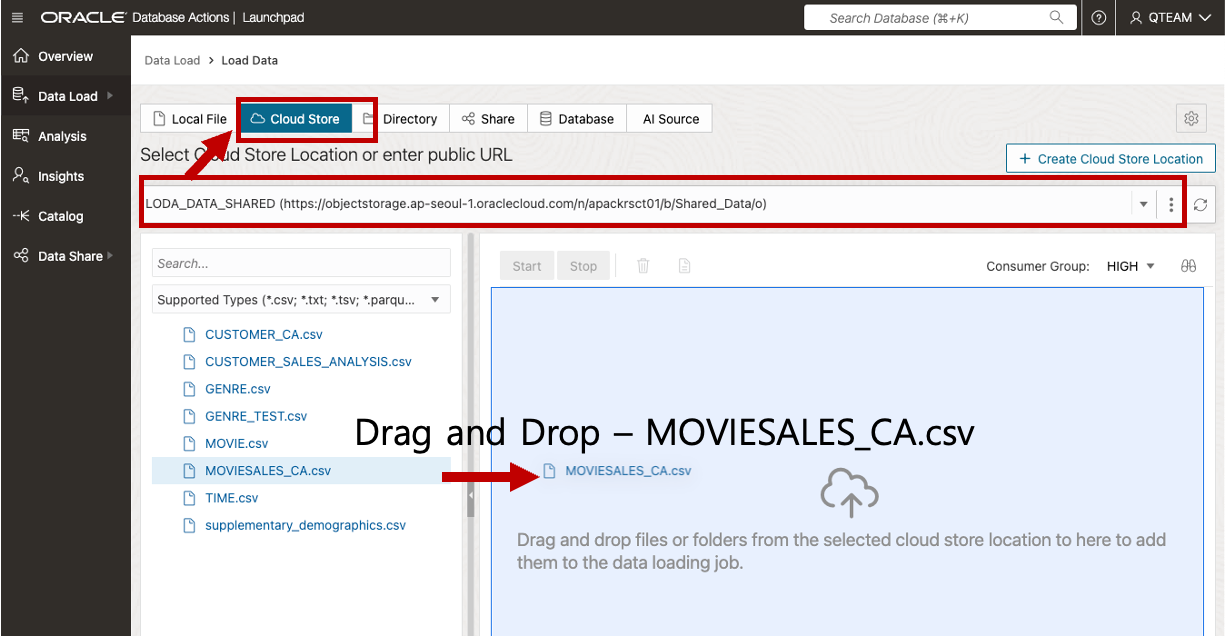 ORACLE Database Actions | Launchpad
Search Database (⌘+K)
QTEAM
Overview
Data Load
Analysis
Insights
Catalog
Data Share
Data Load > Load Data
Local File
Cloud Store
Directory
Share
Database
AI Source
Select Cloud Store Location or enter public URL
+ Create Cloud Store Location
LODA_DATA_SHARED (https://objectstorage.ap-seoul-1.oraclecloud.com/n/apackrsct01/b/Shared_Data/o)
Search...
Supported Types (*.csv; *.txt; *.tsv; *.parqu...
CUSTOMER_CA.csv
CUSTOMER_SALES_ANALYSIS.csv
GENRE.csv
GENRE_TEST.csv
MOVIE.csv
MOVIESALES_CA.csv
TIME.csv
supplementary_demographics.csv
Start
Stop
Consumer Group: HIGH
Drag and Drop – MOVIESALES_CA.csv
MOVIESALES_CA.csv
Drag and drop files or folders from the selected cloud store location to here to add
them to the data loading job.